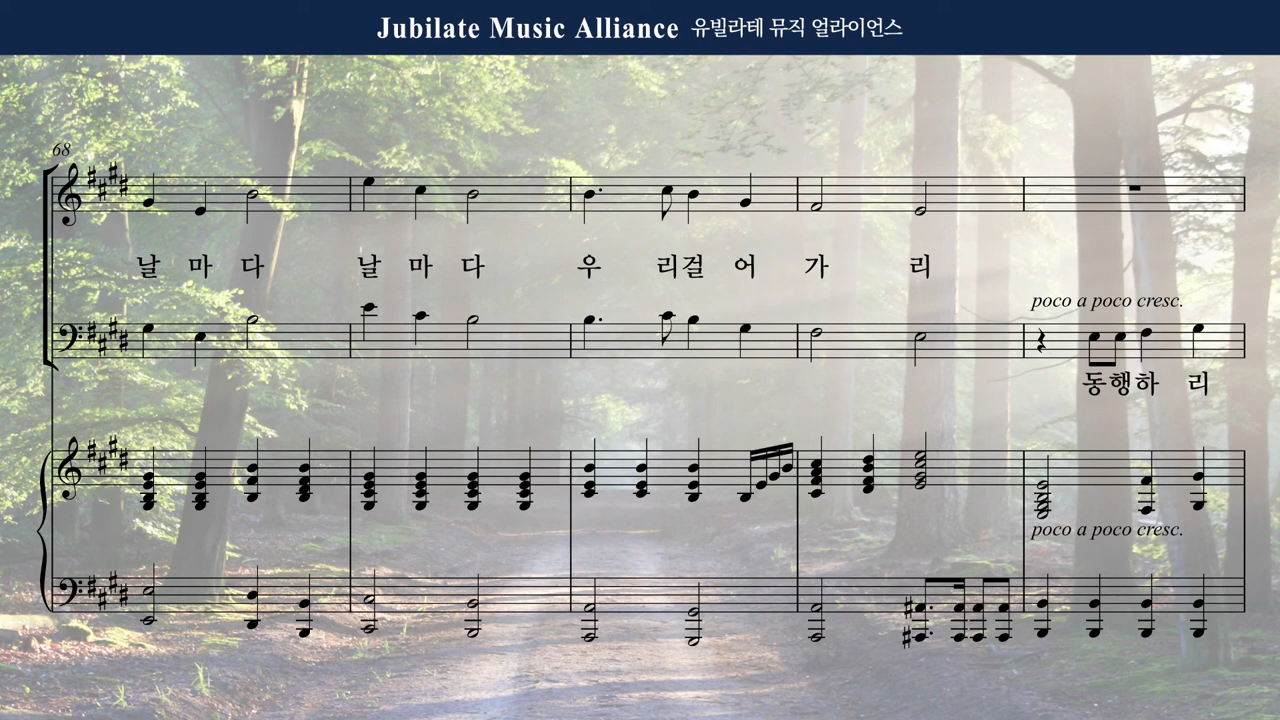 Jubilate Music Alliance 유빌라테 뮤직 얼라이언스
68
날 마 다 날 마 다 우 리걸 어 가 리
poco a poco cresc.
동행하 리
poco a poco cresc.